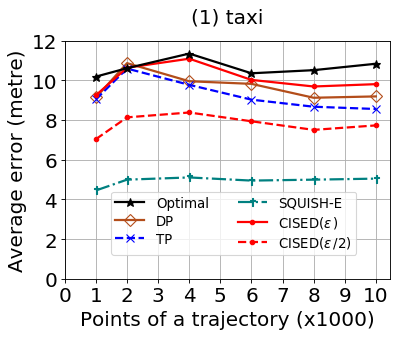 (1) taxi
Average error (metre)
12
10
8
6
4
2
0
Optimal
DP
TP
SQUISH-E
CISED(ε)
CISED(ε/2)
0 1 2 3 4 5 6 7 8 9 10
Points of a trajectory (x1000)